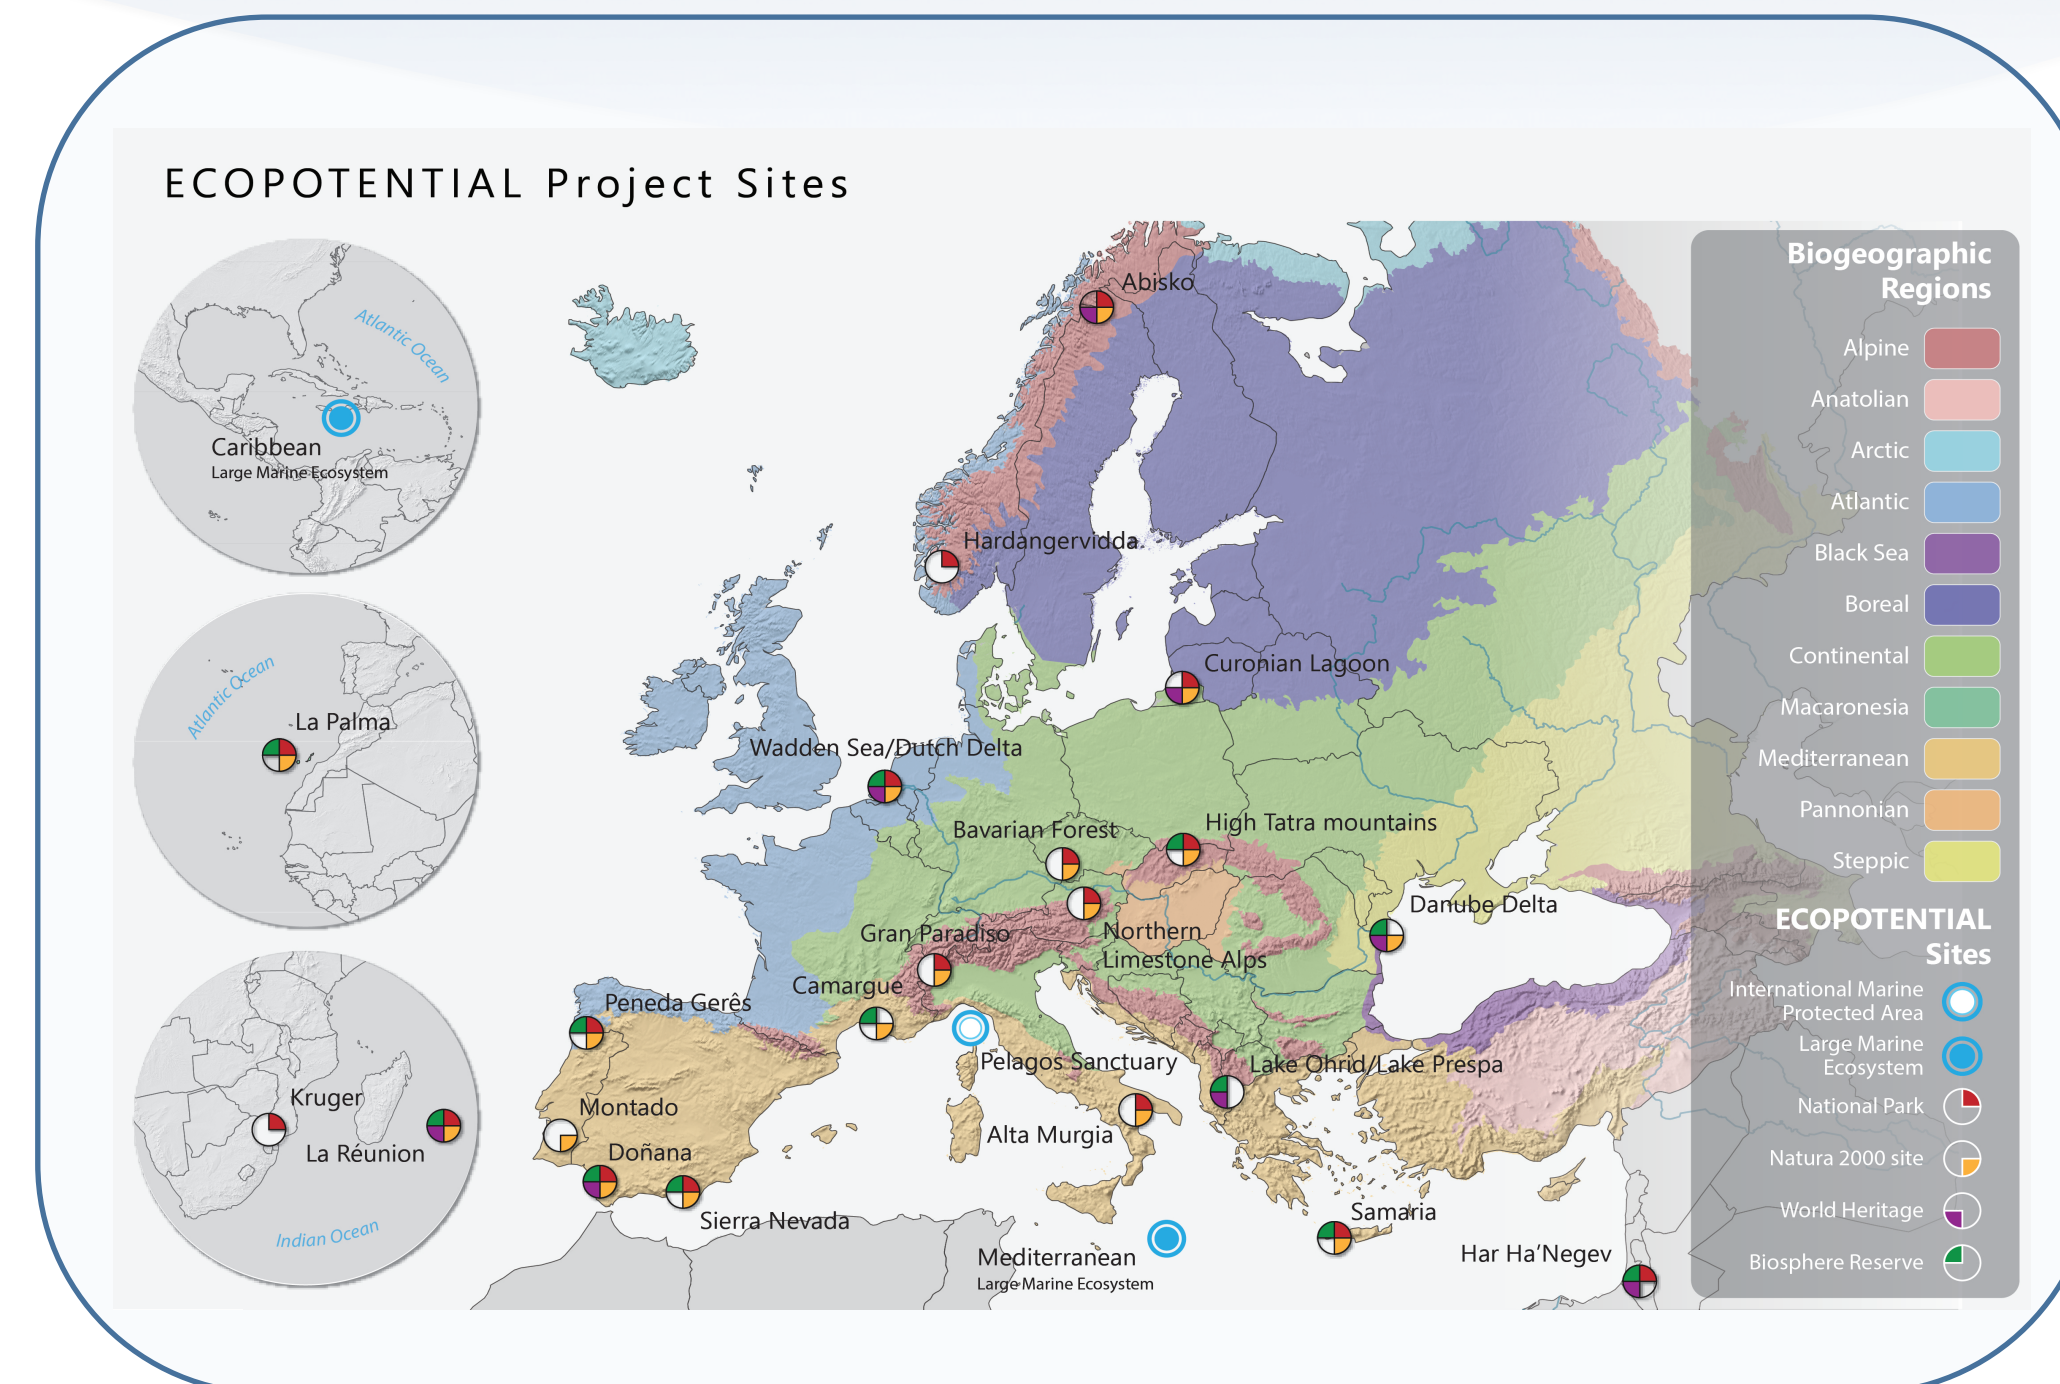 ECOPOTENTIAL Project Sites
Atlantic Ocean
Caribbean
Large Marine Ecosystem
Atlantic Ocean
La Palma
Kruger
La Réunion
Indian Ocean
Abisko
Hardangervidda
Curonian Lagoon
Wadden Sea/Dutch Delta
Bavarian Forest
High Tatra mountains
Danube Delta
Gran Paradiso
Northern
Limestone Alps
Camargue
Peneda Gerês
Pelagos Sanctuary
Lake Ohrid/Lake Prespa
Montado
Alta Murgia
Doñana
Sierra Nevada
Samaria
Mediterranean
Large Marine Ecosystem
Har Ha'Negev
Biogeographic
Regions
Alpine
Anatolian
Arctic
Atlantic
Black Sea
Boreal
Continental
Macaronesia
Mediterranean
Pannonian
Steppic
ECOPOTENTIAL
Sites
International Marine
Protected Area
Large Marine
Ecosystem
National Park
Natura 2000 site
World Heritage
Biosphere Reserve